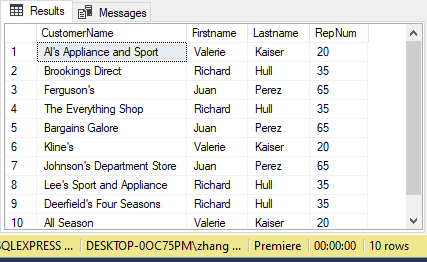 Results Messages
CustomerName Firstname Lastname RepNum
1 Al's Appliance and Sport Valerie Kaiser 20
2 Brookings Direct Richard Hull 35
3 Ferguson's Juan Perez 65
4 The Everything Shop Richard Hull 35
5 Bargains Galore Juan Perez 65
6 Kline's Valerie Kaiser 20
7 Johnson's Department Store Juan Perez 65
8 Lee's Sport and Appliance Richard Hull 35
9 Deerfield's Four Seasons Richard Hull 35
10 All Season Valerie Kaiser 20
SQLEXPRESS ... DESKTOP-0OC75PM\zhang ... Premiere 00:00:00 10 rows